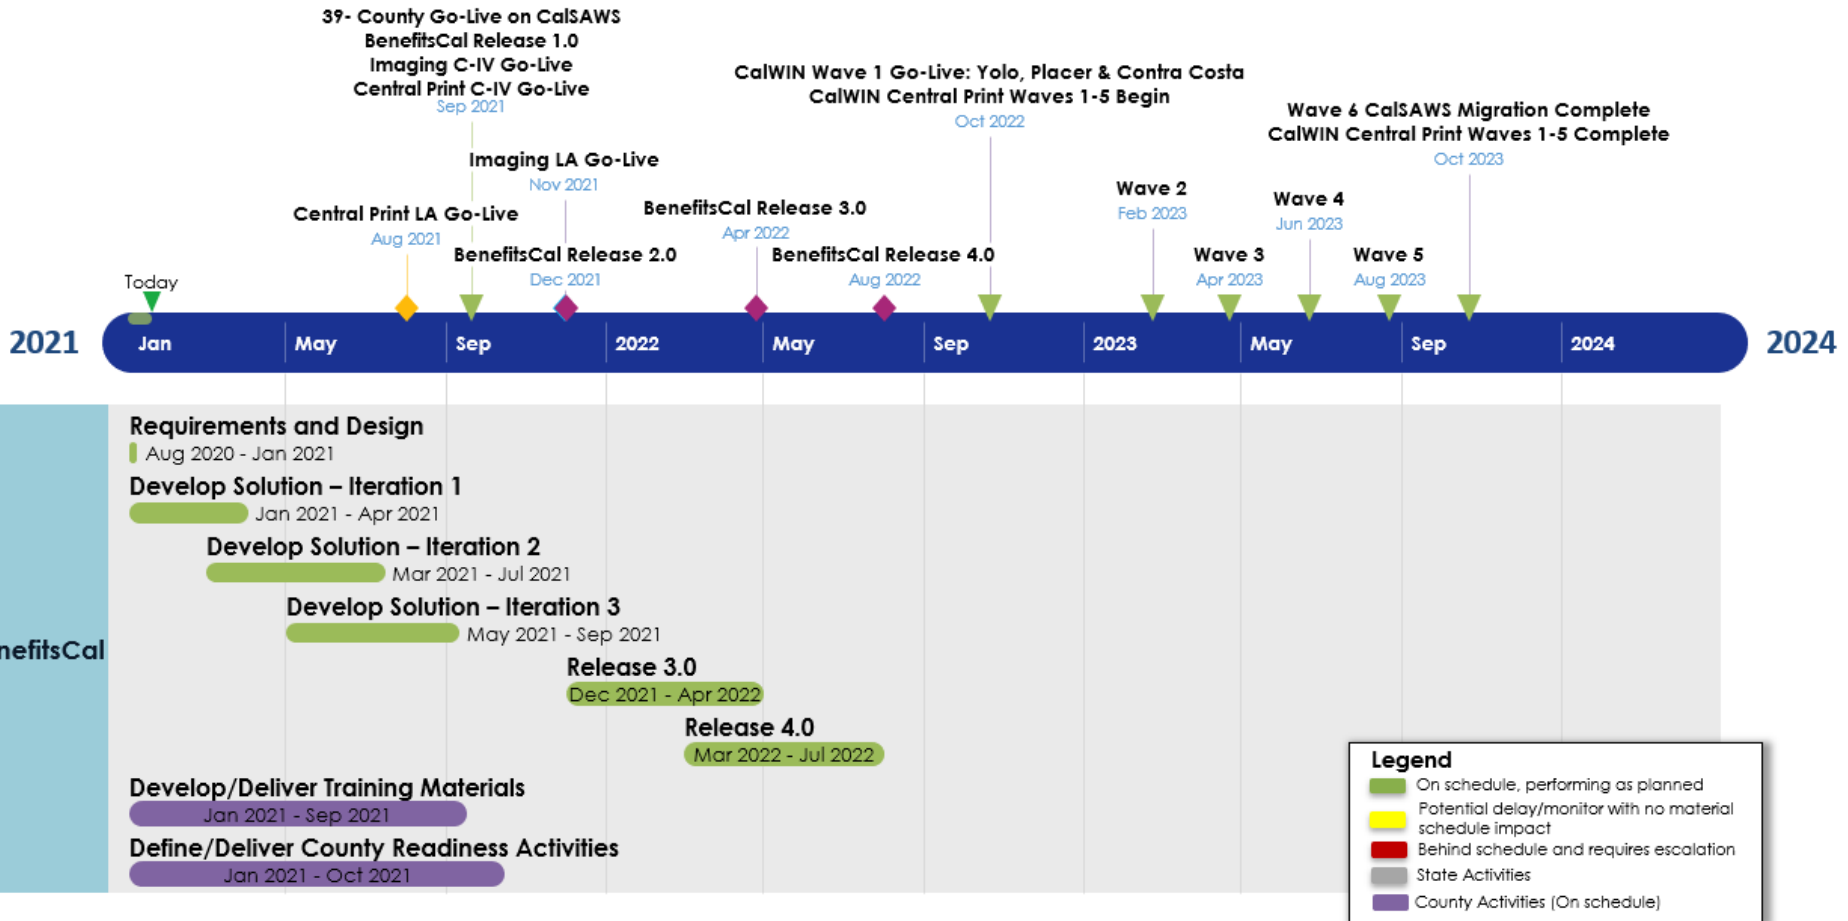 39- County Go-Live on CalSAWS
BenefitsCal Release 1.0
Imaging C-IV Go-Live
Central Print C-IV Go-Live
Sep 2021
CalWIN Wave 1 Go-Live: Yolo, Placer & Contra Costa
CalWIN Central Print Waves 1-5 Begin
Oct 2022
Wave 6 CalSAWS Migration Complete
CalWIN Central Print Waves 1-5 Complete
Oct 2023
Imaging LA Go-Live
Nov 2021
Wave 2
Feb 2023
Wave 4
Jun 2023
Central Print LA Go-Live
Aug 2021
BenefitsCal Release 3.0
Apr 2022
BenefitsCal Release 2.0
Dec 2021
BenefitsCal Release 4.0
Aug 2022
Wave 3
Apr 2023
Wave 5
Aug 2023
Today
2021 Jan May Sep 2022 May Sep 2023 May Sep 2024 2024
Requirements and Design
Aug 2020 - Jan 2021
Develop Solution – Iteration 1
Jan 2021 - Apr 2021
Develop Solution – Iteration 2
Mar 2021 - Jul 2021
Develop Solution – Iteration 3
May 2021 - Sep 2021
nefitsCal
Release 3.0
Dec 2021 - Apr 2022
Release 4.0
Mar 2022 - Jul 2022
Develop/Deliver Training Materials
Jan 2021 - Sep 2021
Define/Deliver County Readiness Activities
Jan 2021 - Oct 2021
Legend
On schedule, performing as planned
Potential delay/monitor with no material
schedule impact
Behind schedule and requires escalation
State Activities
County Activities (On schedule)